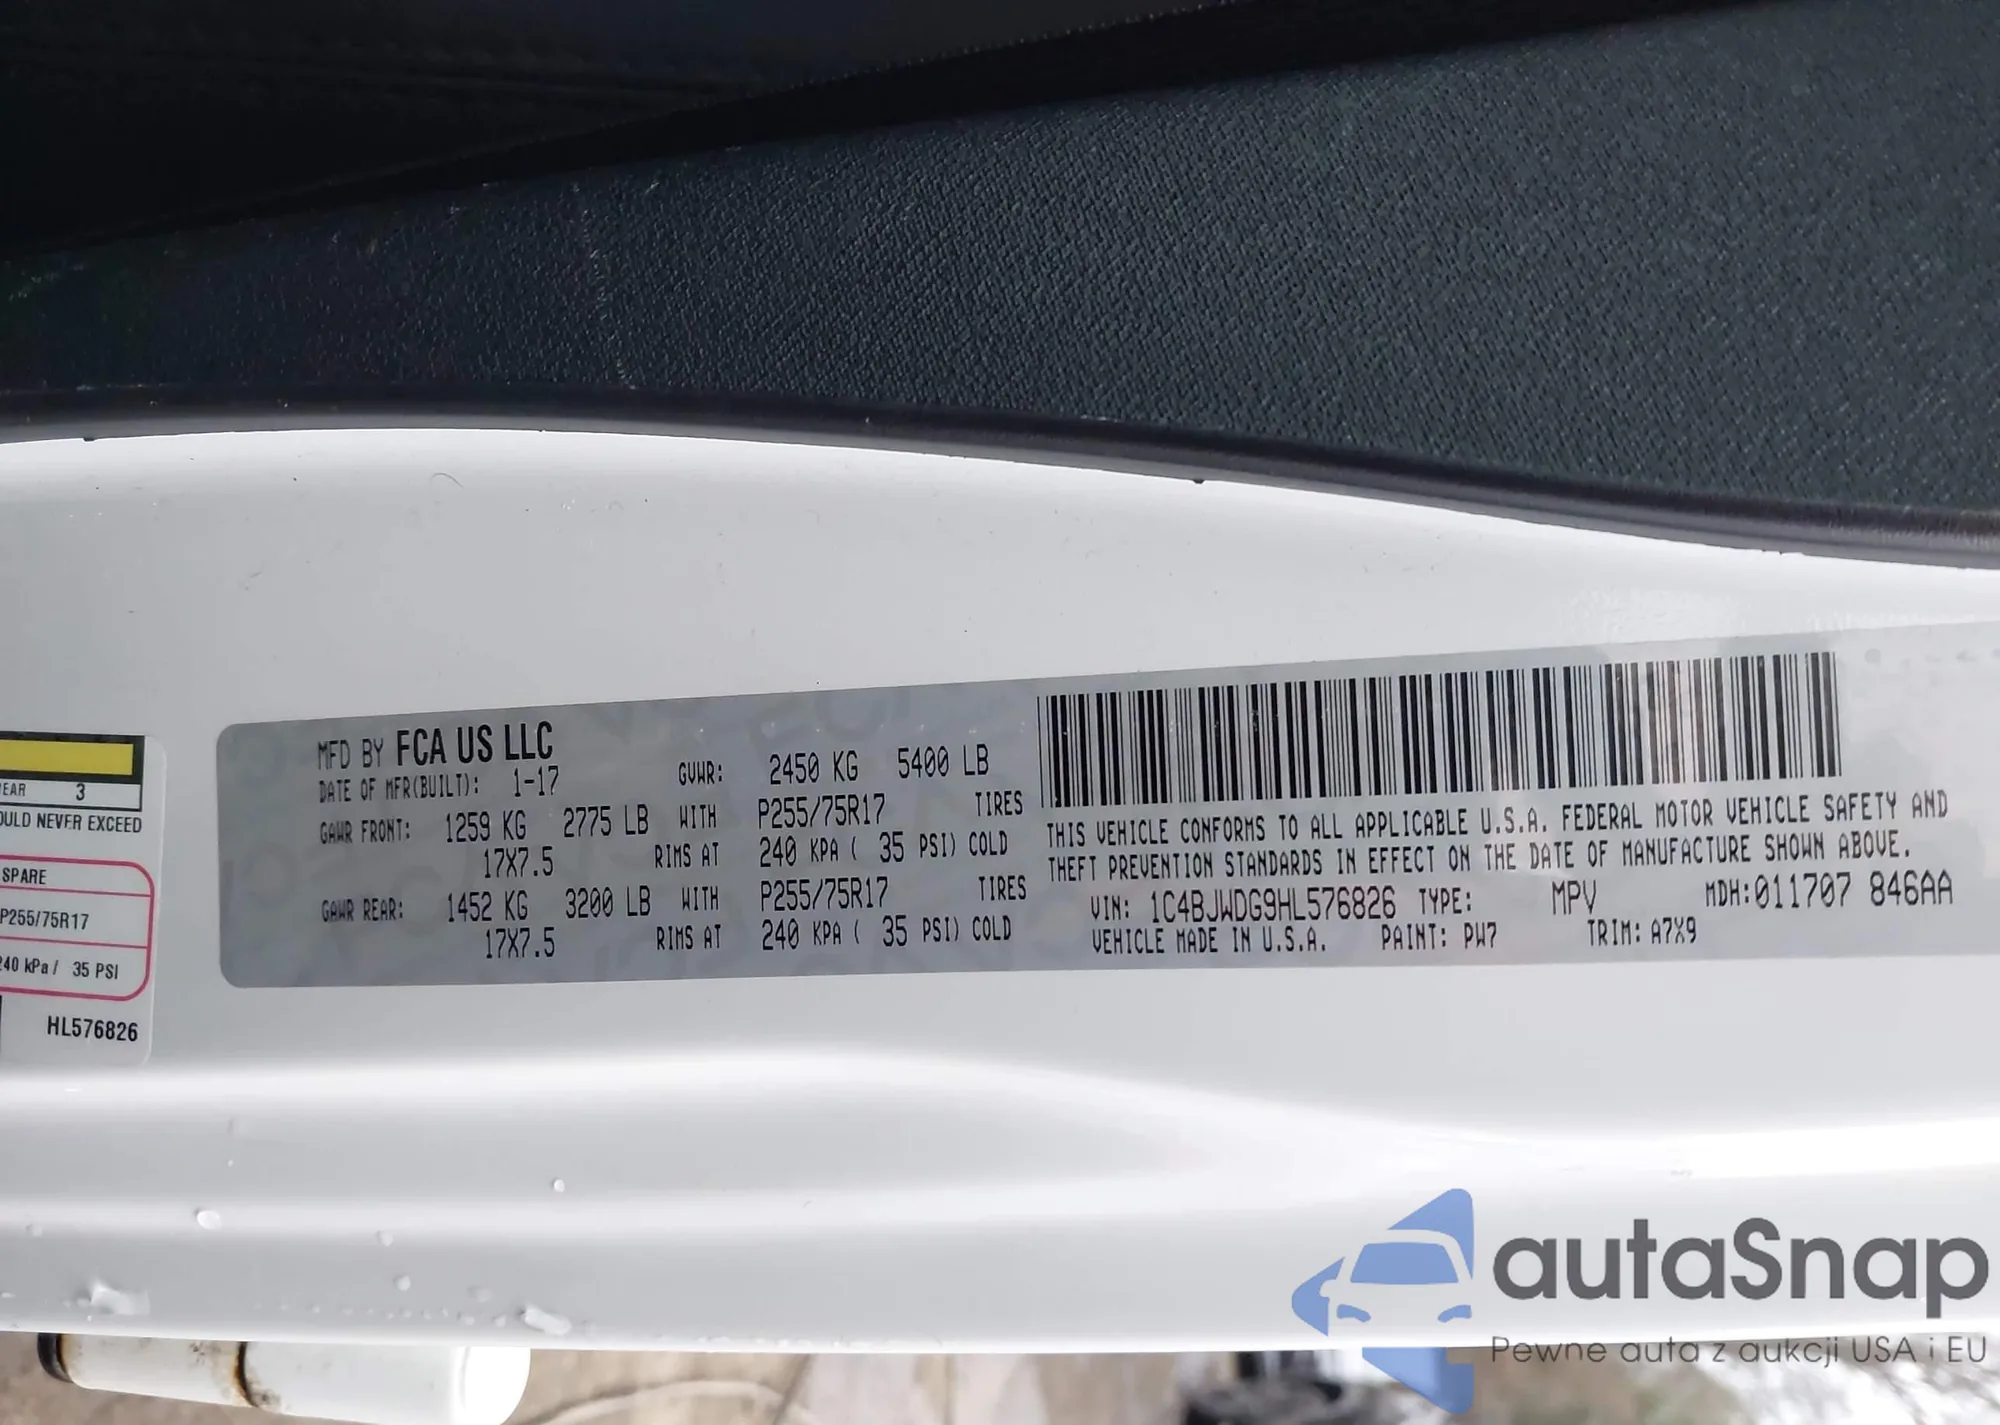 MFD BY FCA US LLC
DATE OF MFR(BUILT): 1-17 GVWR: 2450 KG 5400 LB
GAWR FRONT: 1259 KG 2775 LB WITH P255/75R17 TIRES
17X7.5 RIMS AT 240 KPA ( 35 PSI) COLD
GAWR REAR: 1452 KG 3200 LB WITH P255/75R17 TIRES
17X7.5 RIMS AT 240 KPA ( 35 PSI) COLD
THIS VEHICLE CONFORMS TO ALL APPLICABLE U.S.A. FEDERAL MOTOR VEHICLE SAFETY AND
THEFT PREVENTION STANDARDS IN EFFECT ON THE DATE OF MANUFACTURE SHOWN ABOVE.
VIN: 1C4BJWDG9HL576826 TYPE: MPV MDH:011707 846AA
VEHICLE MADE IN U.S.A. PAINT: PW7 TRIM: A7X9
EAR 3
OULD NEVER EXCEED
SPARE
P255/75R17
240 kPa / 35 PSI
HL576826
autaSnap
Pewne auta z aukcji USA i EU